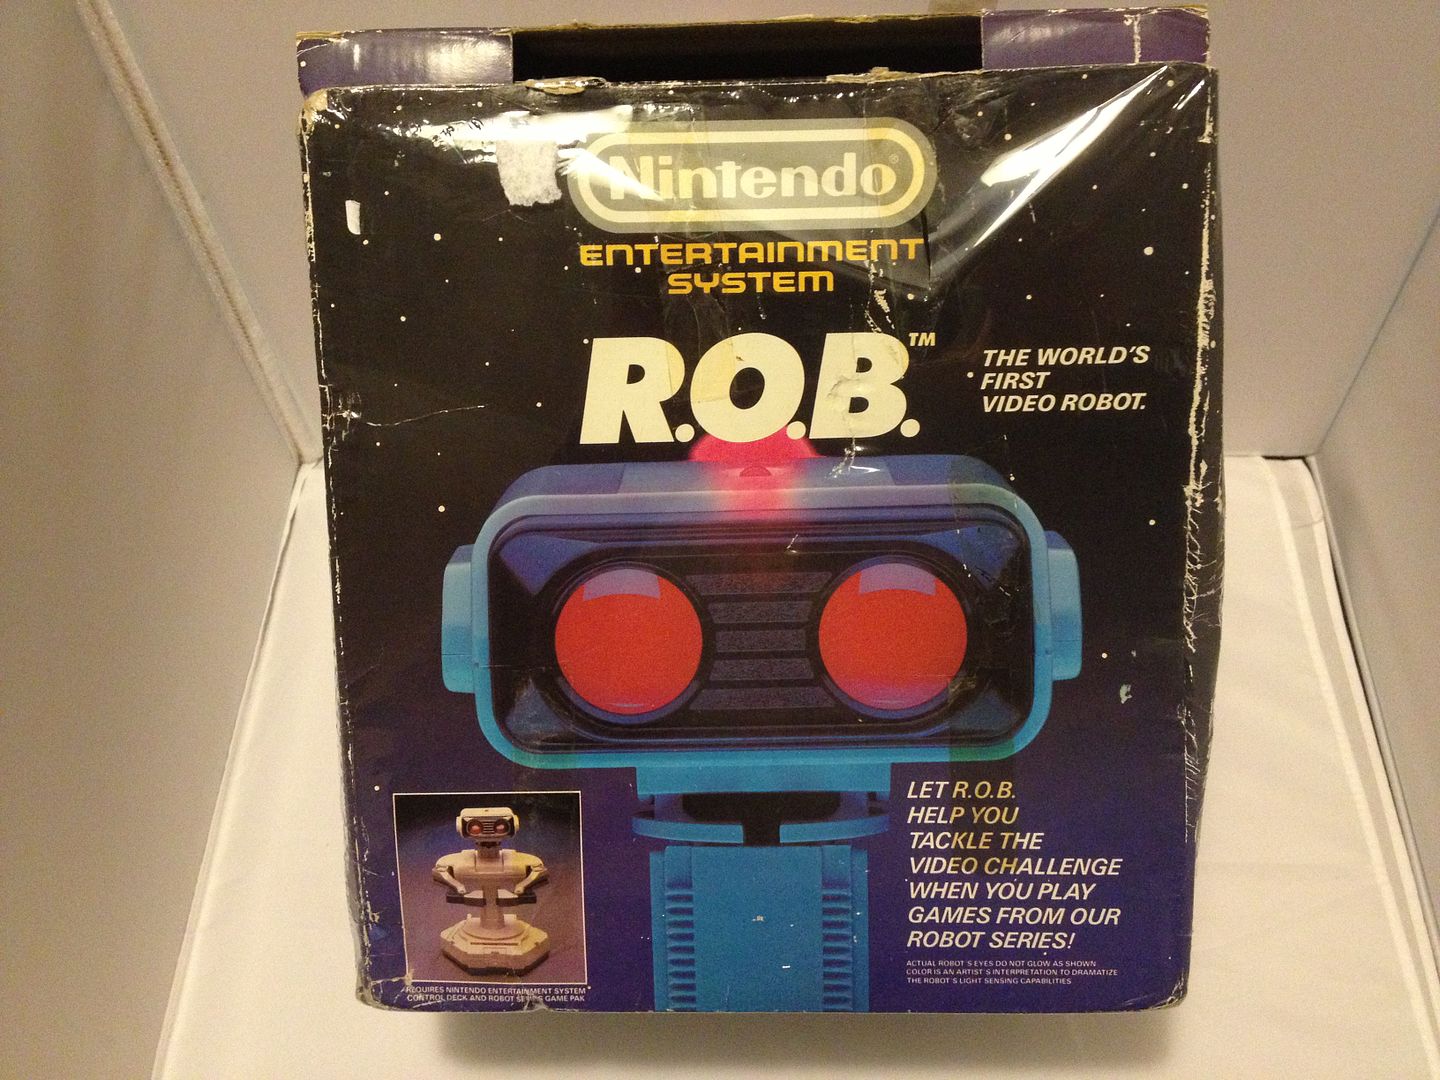 Nintendo®
ENTERTAINMENT
SYSTEM
R.O.B.™
THE WORLD'S
FIRST
VIDEO ROBOT.
LET R.O.B.
HELP YOU
TACKLE THE
VIDEO CHALLENGE
WHEN YOU PLAY
GAMES FROM OUR
ROBOT SERIES!
ACTUAL ROBOT'S EYES DO NOT GLOW AS SHOWN
COLOR IS AN ARTIST'S INTERPRETATION TO DRAMATIZE
THE ROBOT'S LIGHT SENSING CAPABILITIES
REQUIRES NINTENDO ENTERTAINMENT SYSTEM
CONTROL DECK AND ROBOT SERIES GAME PAK